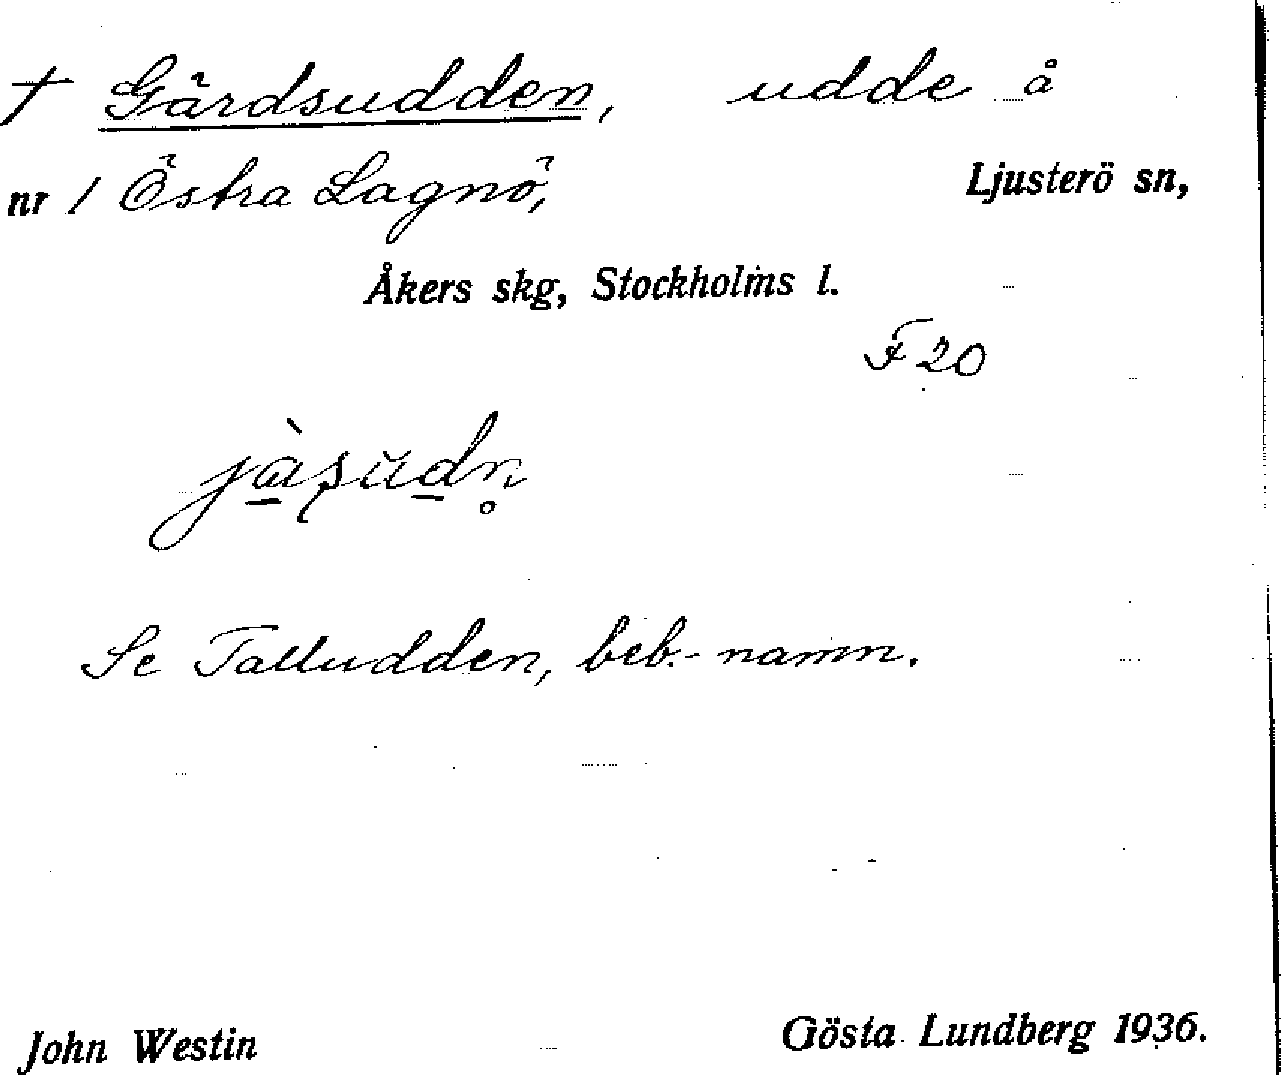 † Gärdsudden, udde å
nr 1 Östra Lagnö, Ljusterö sn,
Åkers skg, Stockholms l.
F 20
Se Talludden, beb.-namn.
John Westin Gösta Lundberg 1936.